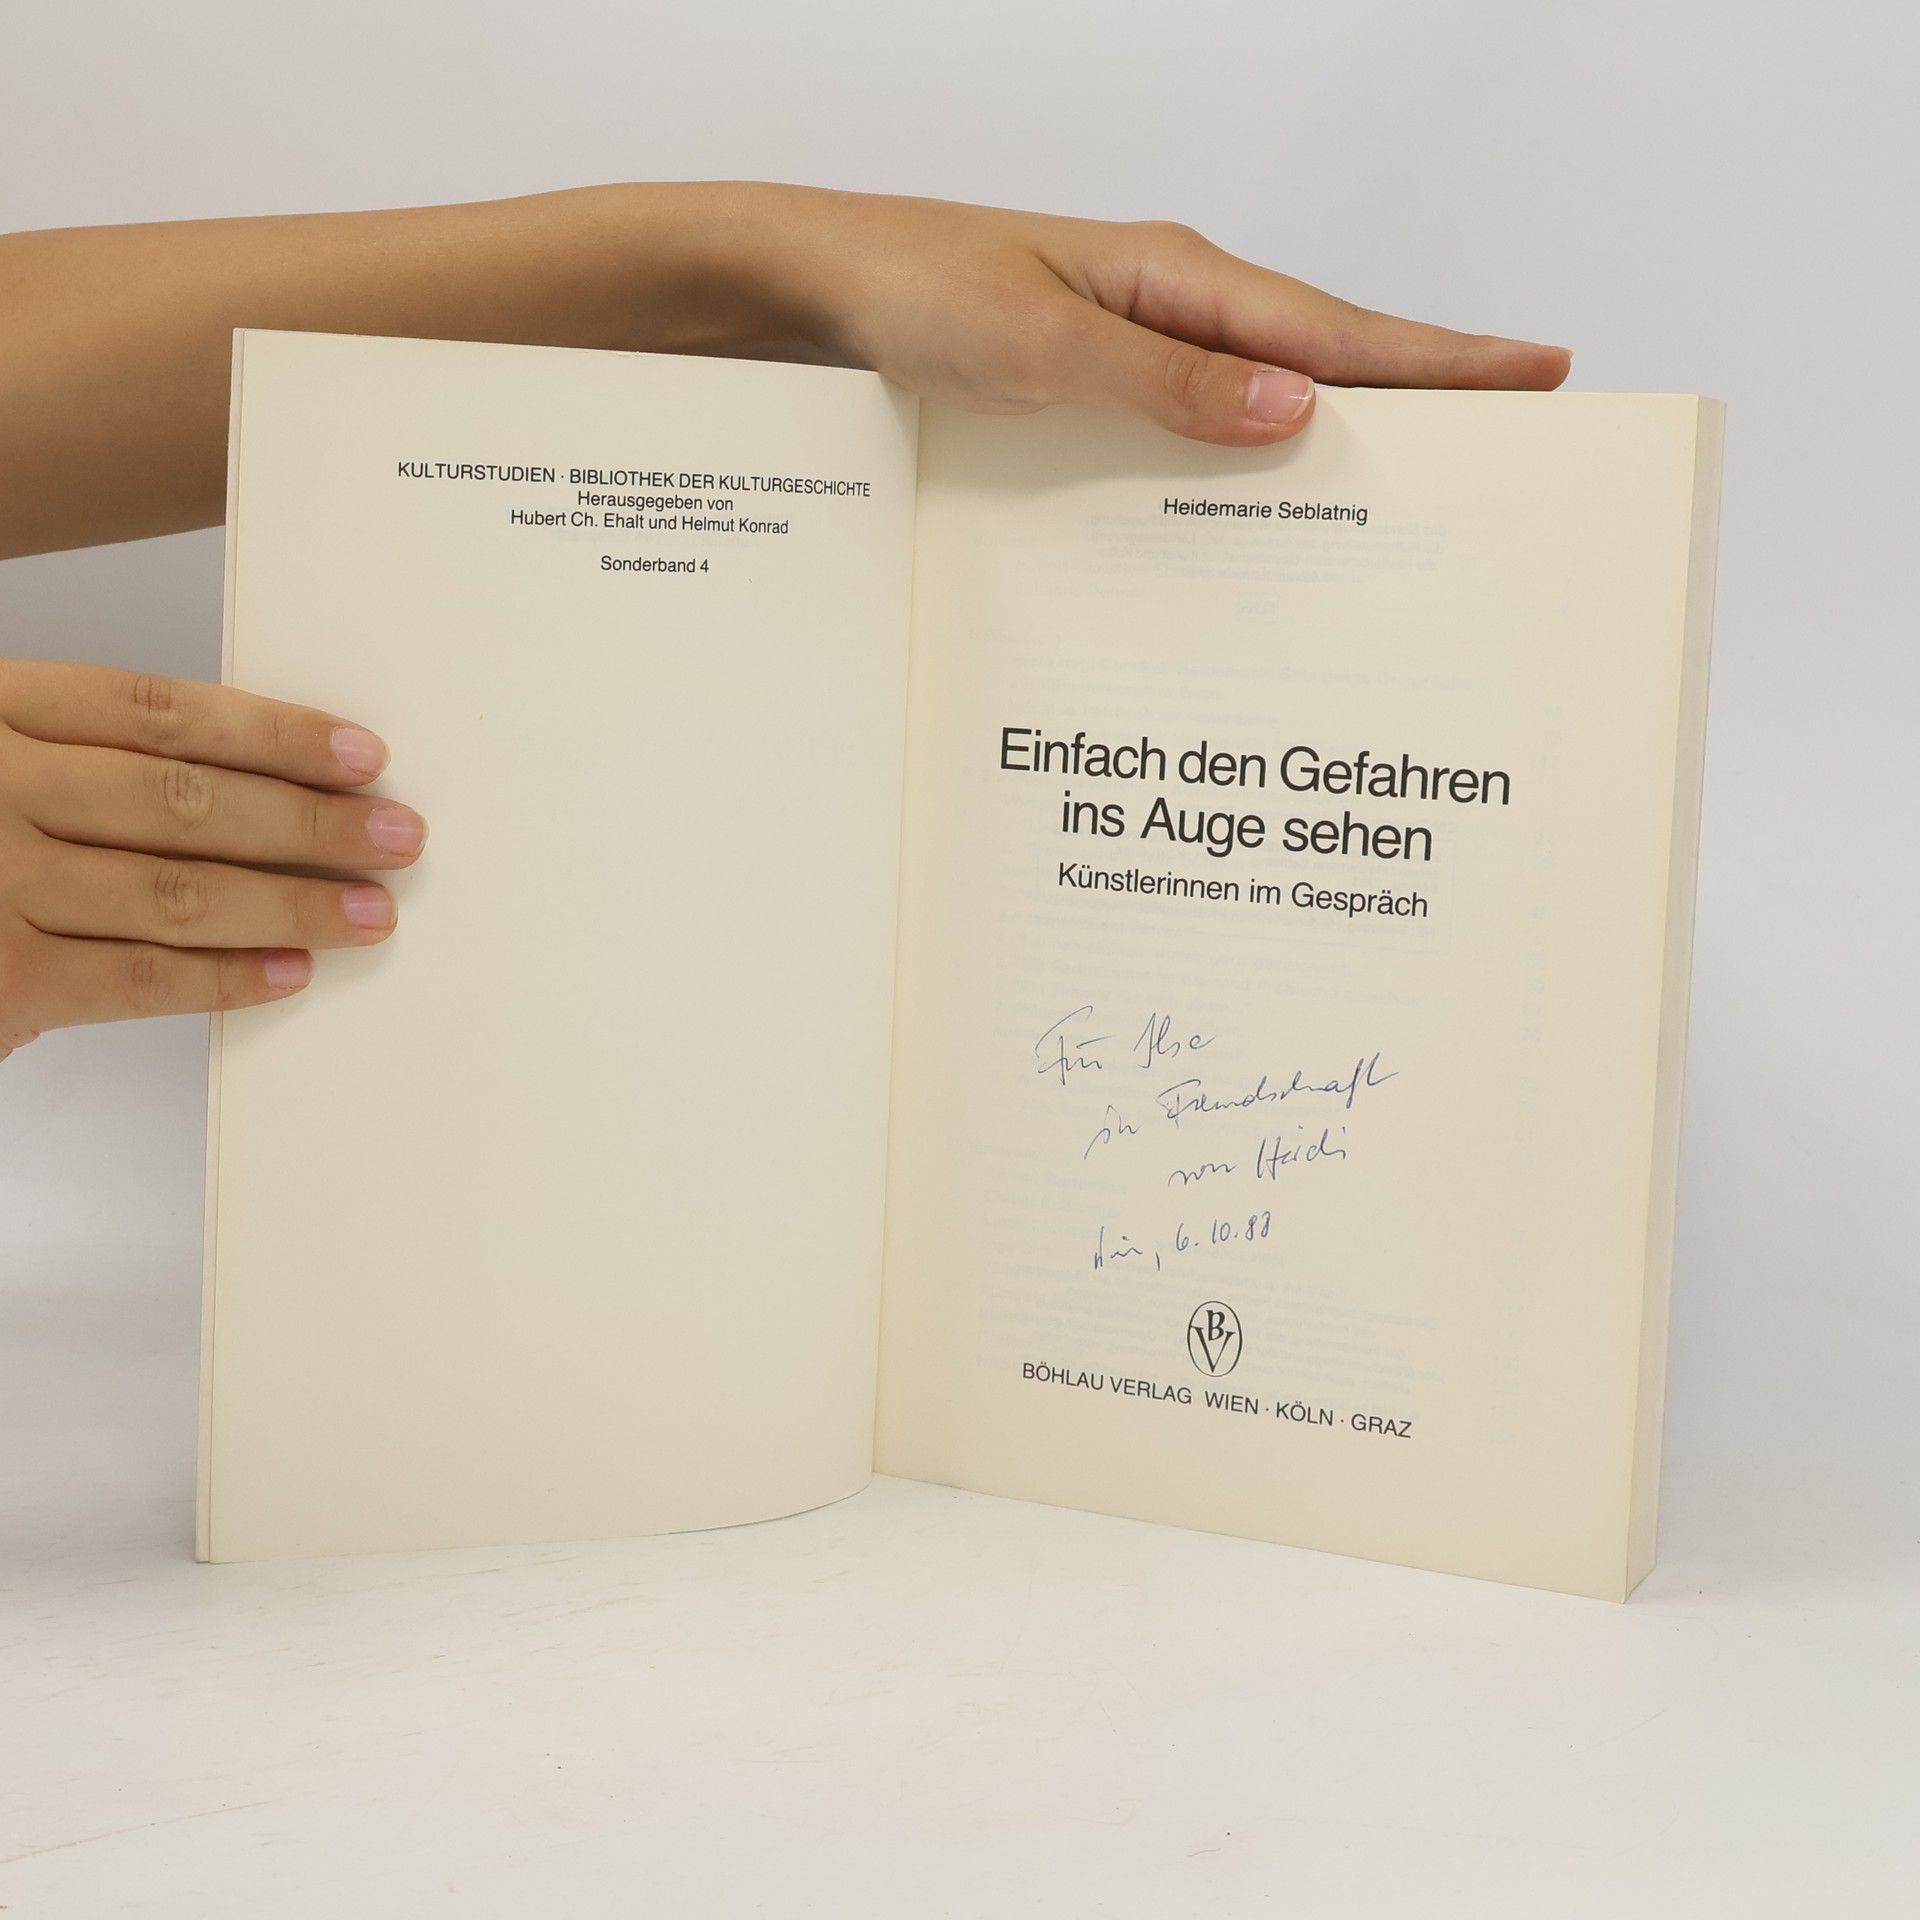 KULTURSTUDIEN · BIBLIOTHEK DER KULTURGESCHICHTE
Herausgegeben von
Hubert Ch. Ehalt und Helmut Konrad
Sonderband 4
Heidemarie Seblatnig
Einfach den Gefahren
ins Auge sehen
Künstlerinnen im Gespräch
Für Ilse
in Freundschaft
von Heidi
6.10.88
BV
BÖHLAU VERLAG WIEN · KÖLN · GRAZ